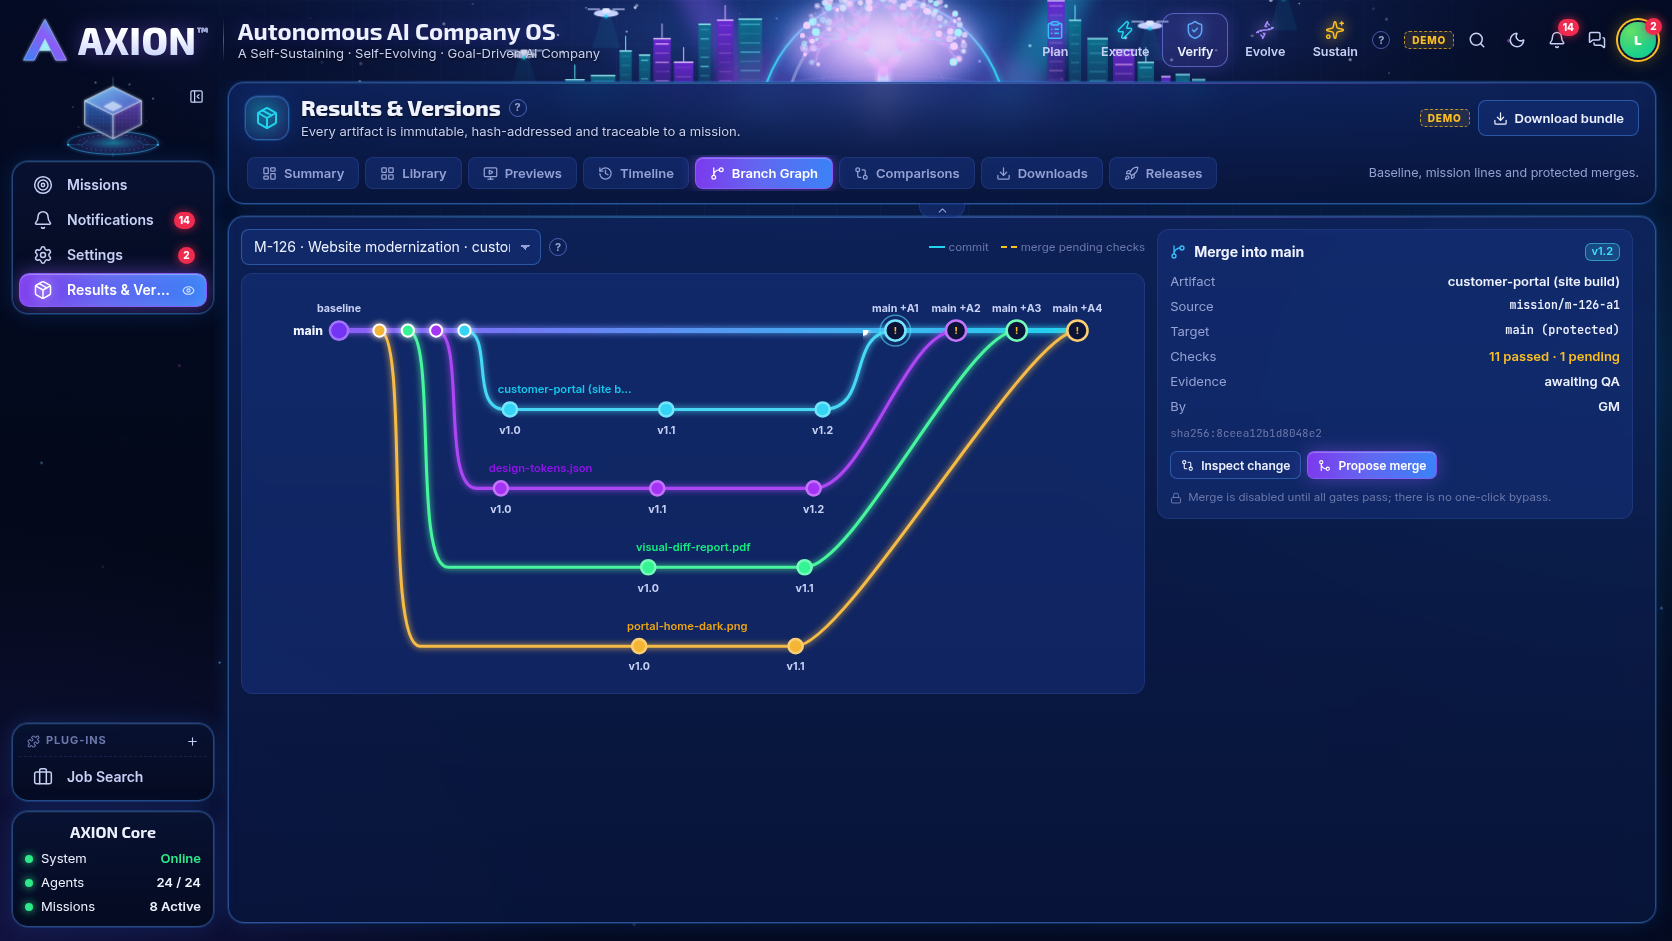 AXION™
Autonomous AI Company OS
A Self-Sustaining · Self-Evolving · Goal-Driven AI Company
Plan
Execute
Verify
Evolve
Sustain
?
DEMO
14
L
2
Missions
Notifications
14
Settings
2
Results & Ver...
PLUG-INS
+
Job Search
AXION Core
System Online
Agents 24 / 24
Missions 8 Active
Results & Versions ?
Every artifact is immutable, hash-addressed and traceable to a mission.
DEMO
Download bundle
Summary
Library
Previews
Timeline
Branch Graph
Comparisons
Downloads
Releases
Baseline, mission lines and protected merges.
M-126 · Website modernization · custo
?
commit
merge pending checks
baseline
main +A1
main +A2
main +A3
main +A4
main
!
!
!
!
customer-portal (site b...
v1.0
v1.1
v1.2
design-tokens.json
v1.0
v1.1
v1.2
visual-diff-report.pdf
v1.0
v1.1
portal-home-dark.png
v1.0
v1.1
Merge into main
v1.2
Artifact customer-portal (site build)
Source mission/m-126-a1
Target main (protected)
Checks 11 passed · 1 pending
Evidence awaiting QA
By GM
sha256:8ceea12b1d8048e2
Inspect change
Propose merge
Merge is disabled until all gates pass; there is no one-click bypass.